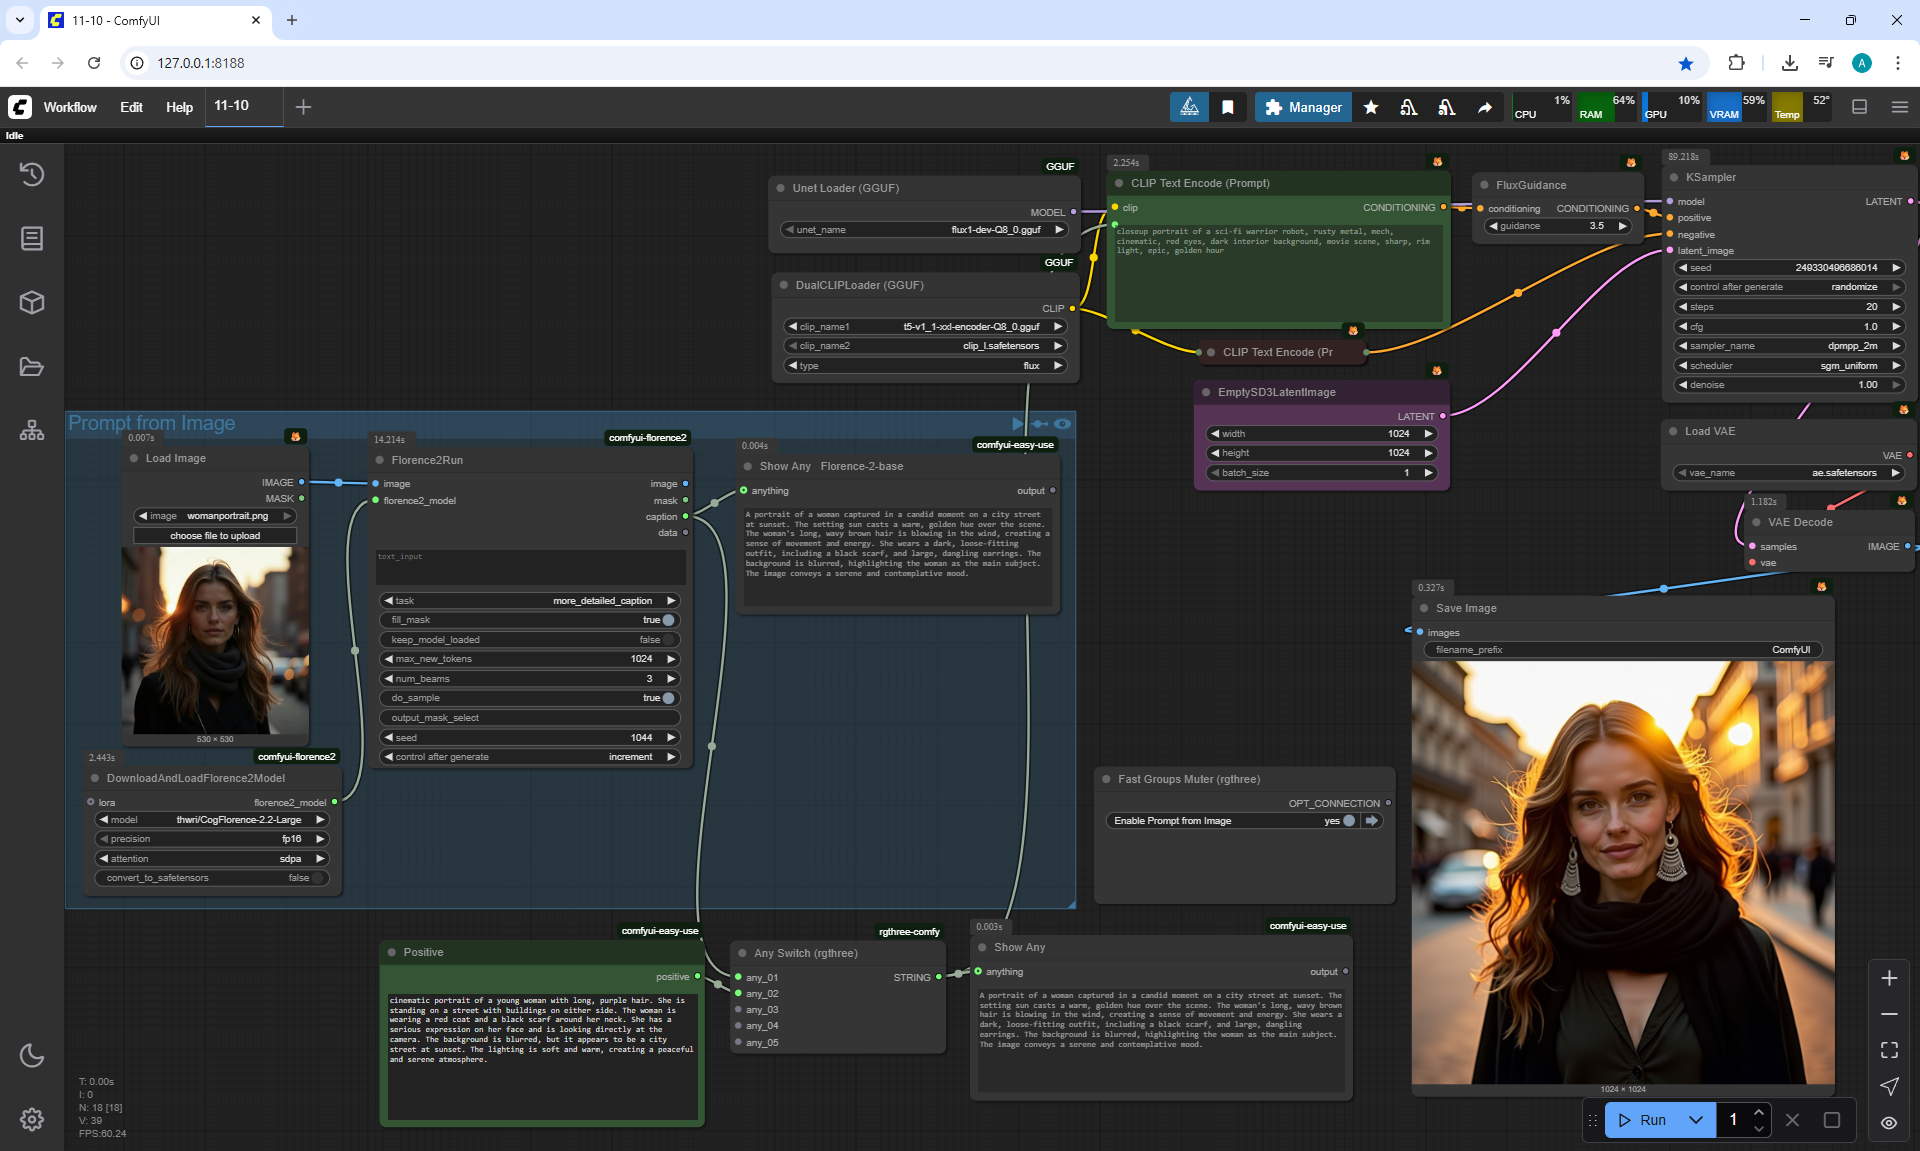 11-10 - ComfyUI
127.0.0.1:8188
A
Workflow
Edit
Help
11-10
Manager
1%
CPU
64%
RAM
10%
GPU
59%
VRAM
52°
Temp
Idle
GGUF
Unet Loader (GGUF)
MODEL
unet_name flux1-dev-Q8_0.gguf
GGUF
DualCLIPLoader (GGUF)
CLIP
clip_name1 t5-v1_1-xxl-encoder-Q8_0.gguf
clip_name2 clip_l.safetensors
type flux
2.254s
CLIP Text Encode (Prompt)
clip CONDITIONING
closeup portrait of a sci-fi warrior robot, rusty metal, mech,
cinematic, red eyes, dark interior background, movie scene, sharp, rim
light, epic, golden hour
CLIP Text Encode (Pr
EmptySD3LatentImage
LATENT
width 1024
height 1024
batch_size 1
FluxGuidance
conditioning CONDITIONING
guidance 3.5
89.218s
KSampler
model LATENT
positive
negative
latent_image
seed 249330496686014
control after generate randomize
steps 20
cfg 1.0
sampler_name dpmpp_2m
scheduler sgm_uniform
denoise 1.00
Load VAE
VAE
vae_name ae.safetensors
1.182s
VAE Decode
samples IMAGE
vae
0.327s
Save Image
images
filename_prefix ComfyUI
1024 × 1024
Prompt from Image
0.007s
Load Image
IMAGE
MASK
image womanportrait.png
choose file to upload
530 × 530
2.443s
comfyui-florence2
DownloadAndLoadFlorence2Model
lora florence2_model
model thwri/CogFlorence-2.2-Large
precision fp16
attention sdpa
convert_to_safetensors false
14.214s
comfyui-florence2
Florence2Run
image image
florence2_model mask
caption
data
text_input
task more_detailed_caption
fill_mask true
keep_model_loaded false
max_new_tokens 1024
num_beams 3
do_sample true
output_mask_select
seed 1044
control after generate increment
0.004s
comfyui-easy-use
Show Any Florence-2-base
anything output
A portrait of a woman captured in a candid moment on a city street
at sunset. The setting sun casts a warm, golden hue over the scene.
The woman's long, wavy brown hair is blowing in the wind, creating a
sense of movement and energy. She wears a dark, loose-fitting
outfit, including a black scarf, and large, dangling earrings. The
background is blurred, highlighting the woman as the main subject.
The image conveys a serene and contemplative mood.
Fast Groups Muter (rgthree)
OPT_CONNECTION
Enable Prompt from Image yes
comfyui-easy-use
Positive
positive
cinematic portrait of a young woman with long, purple hair. She is
standing on a street with buildings on either side. The woman is
wearing a red coat and a black scarf around her neck. She has a
serious expression on her face and is looking directly at the
camera. The background is blurred, but it appears to be a city
street at sunset. The lighting is soft and warm, creating a peaceful
and serene atmosphere.
rgthree-comfy
Any Switch (rgthree)
any_01 STRING
any_02
any_03
any_04
any_05
0.003s
comfyui-easy-use
Show Any
anything output
A portrait of a woman captured in a candid moment on a city street at sunset. The
setting sun casts a warm, golden hue over the scene. The woman's long, wavy brown
hair is blowing in the wind, creating a sense of movement and energy. She wears a
dark, loose-fitting outfit, including a black scarf, and large, dangling
earrings. The background is blurred, highlighting the woman as the main subject.
The image conveys a serene and contemplative mood.
T: 0.00s
I: 0
N: 18 [18]
V: 39
FPS:60.24
Run
1